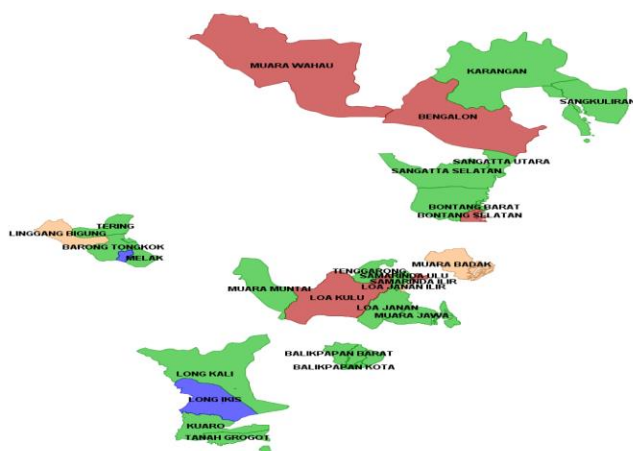 MUARA WAHAU
KARANGAN
SANGKULIRAN
BENGALON
SANGATTA UTARA
SANGATTA SELATAN
BONTANG BARAT
BONTANG SELATAN
TERING
LINGGANG BIGUNG
BARONG TONGKOK
MELAK
MUARA BADAK
TENGGARONG
SAMARINDA ULU
SAMARINDA ILIR
LOA JANAN ILIR
MUARA MUNTAI
LOA KULU
LOA JANAN
MUARA JAWA
BALIKPAPAN BARAT
BALIKPAPAN KOTA
LONG KALI
LONG IKIS
KUARO
TANAH GROGOT